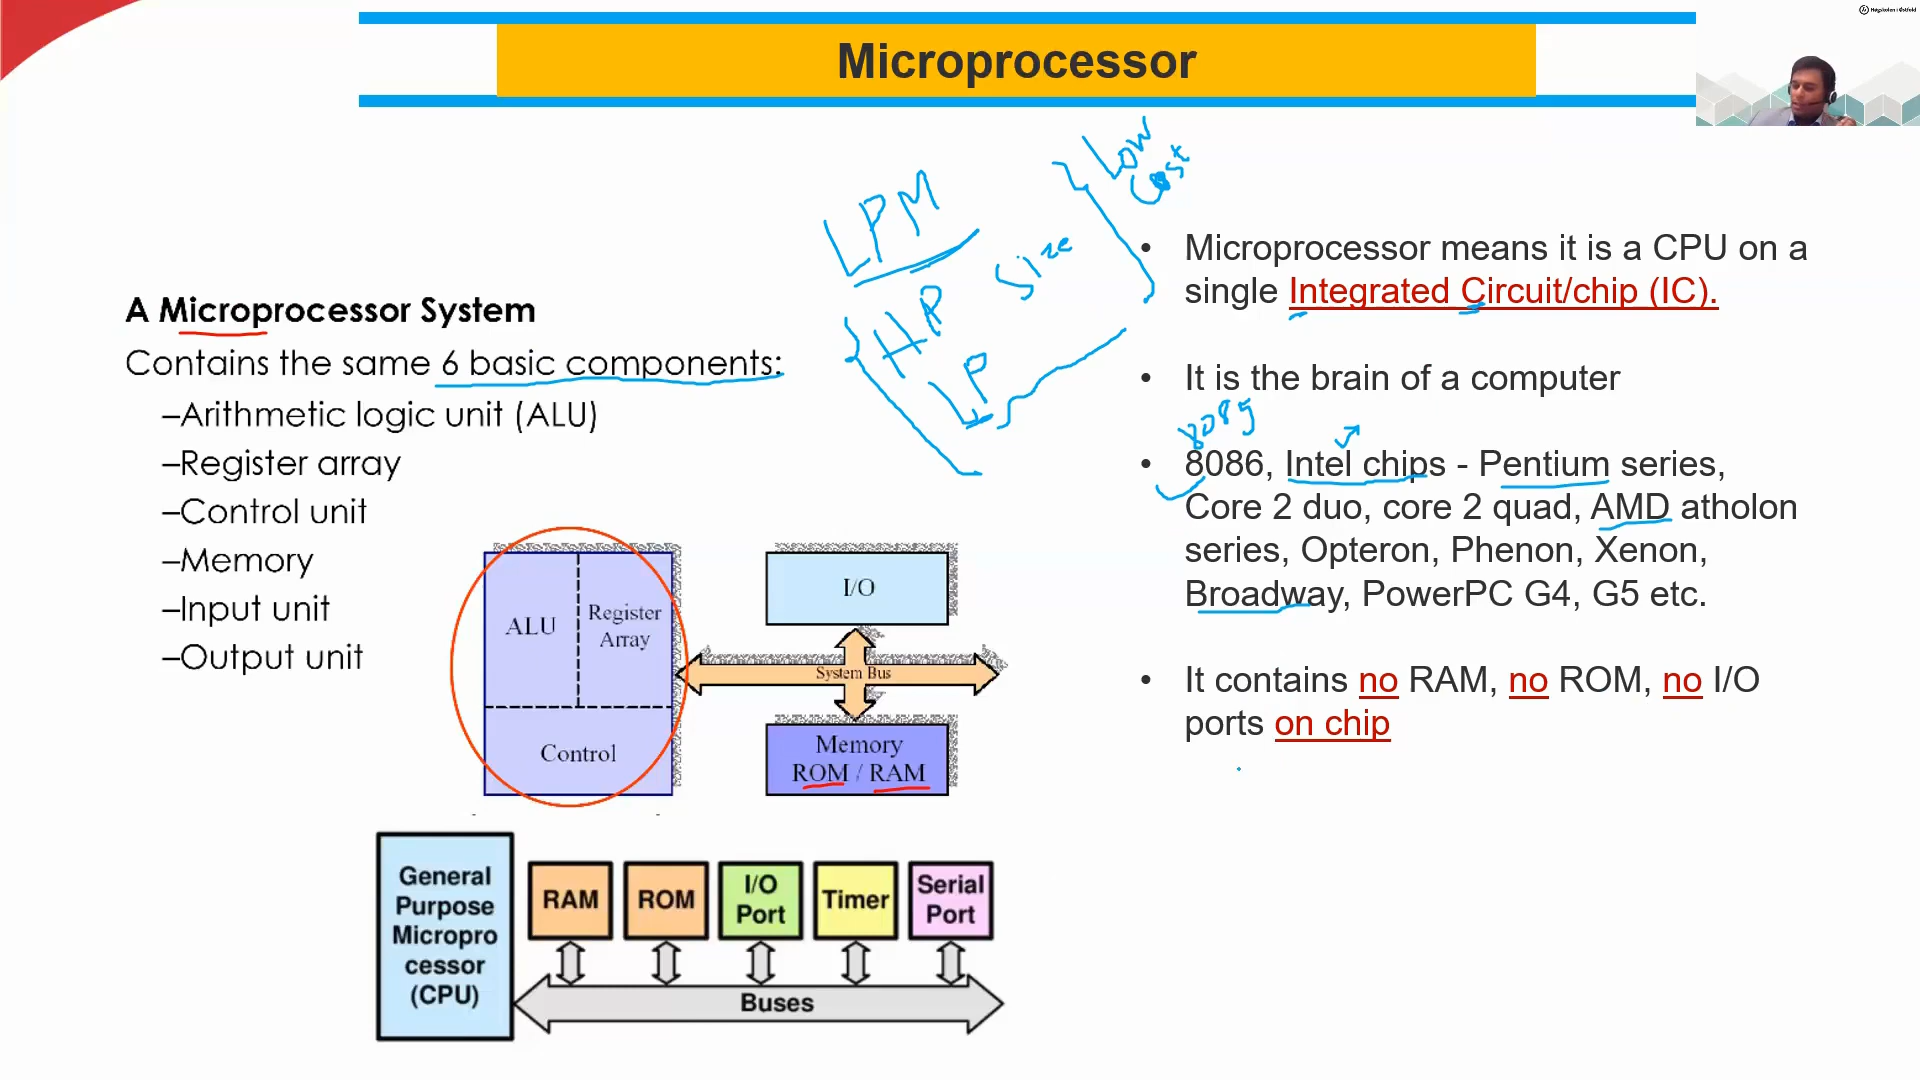 Høgskolen i Østfold
Microprocessor
Low
Cost
LPM
Size
HP
LP
A Microprocessor System
Contains the same 6 basic components:
–Arithmetic logic unit (ALU)
–Register array
–Control unit
–Memory
–Input unit
–Output unit
ALU
Register
Array
Control
I/O
System Bus
Memory
ROM / RAM
General
Purpose
Micropro
cessor
(CPU)
RAM
ROM
I/O
Port
Timer
Serial
Port
Buses
• Microprocessor means it is a CPU on a
single Integrated Circuit/chip (IC).
• It is the brain of a computer
8085
• 8086, Intel chips - Pentium series,
Core 2 duo, core 2 quad, AMD atholon
series, Opteron, Phenon, Xenon,
Broadway, PowerPC G4, G5 etc.
• It contains no RAM, no ROM, no I/O
ports on chip